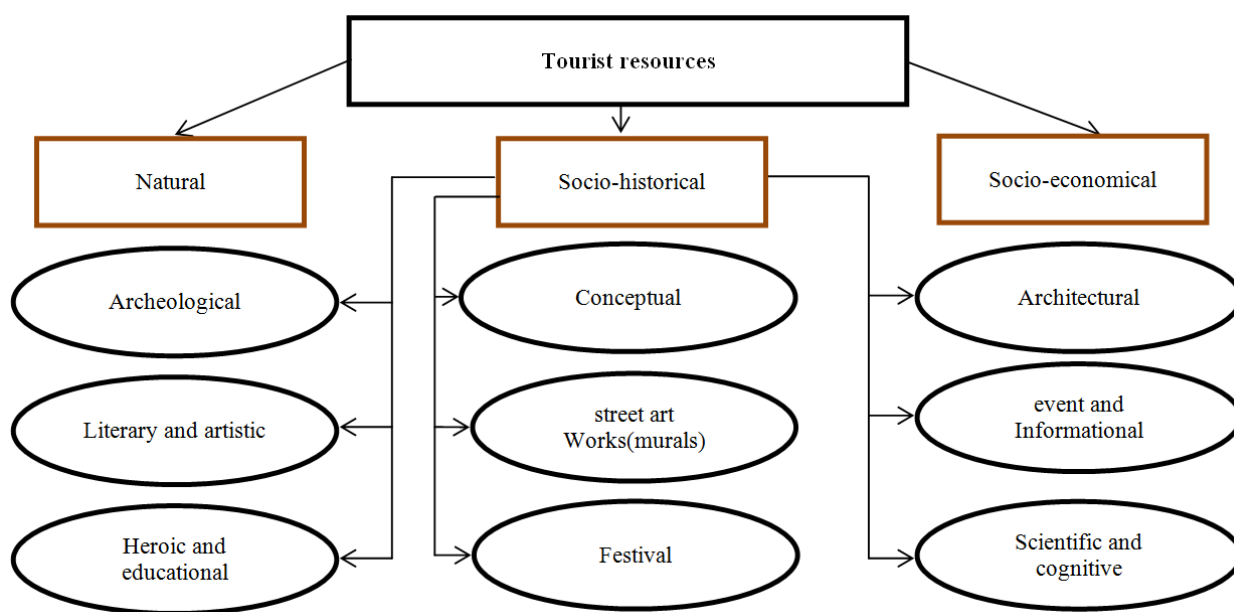 Tourist resources
Natural
Socio-historical
Socio-economical
Archeological
Conceptual
Architectural
Literary and artistic
street art
Works(murals)
event and
Informational
Heroic and
educational
Festival
Scientific and
cognitive